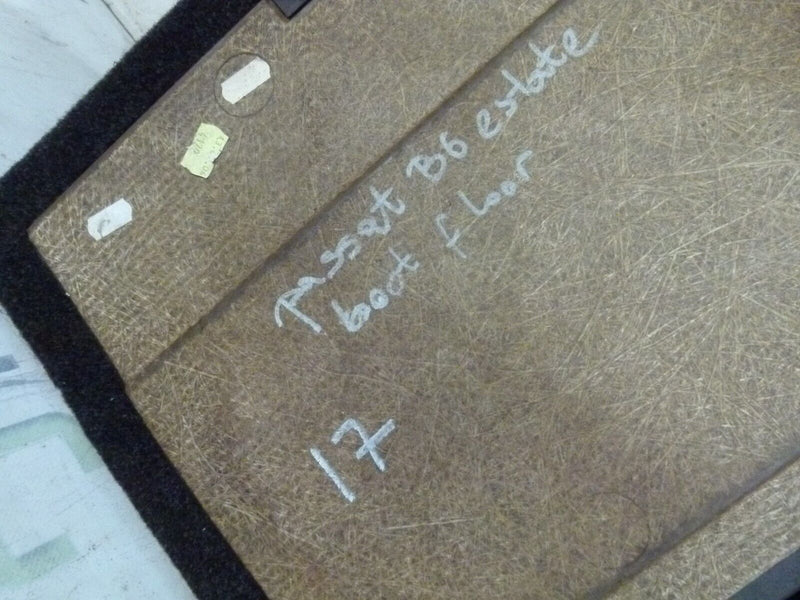 passat B6 estate
boot floor
17